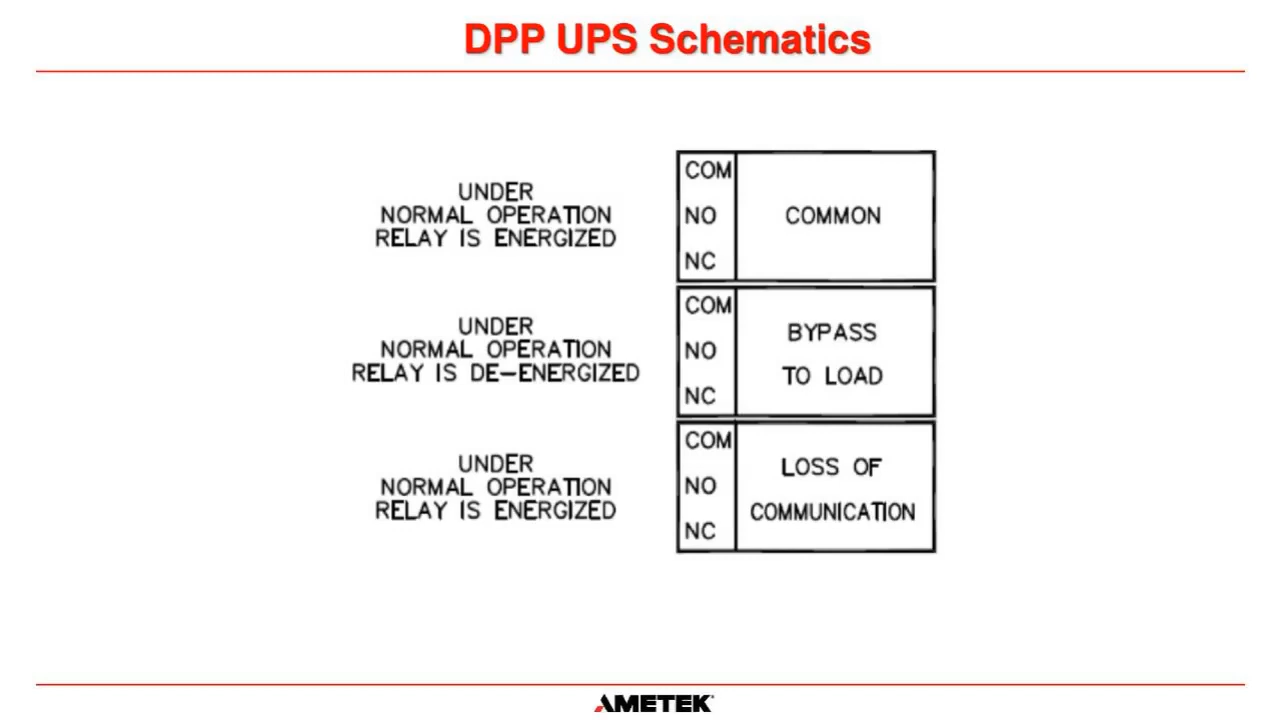 DPP UPS Schematics
UNDER
NORMAL OPERATION
RELAY IS ENERGIZED
COM
NO
NC
COMMON
UNDER
NORMAL OPERATION
RELAY IS DE-ENERGIZED
COM
NO
NC
BYPASS
TO LOAD
UNDER
NORMAL OPERATION
RELAY IS ENERGIZED
COM
NO
NC
LOSS OF
COMMUNICATION
AMETEK